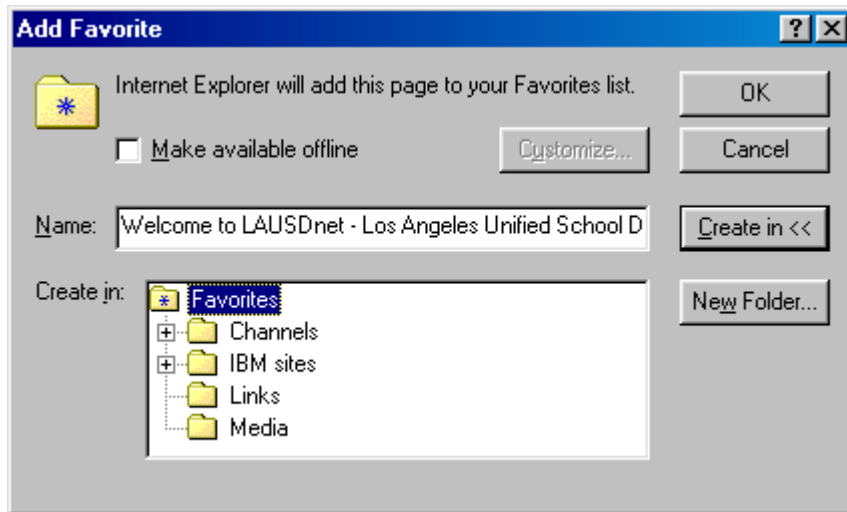 Add Favorite
Internet Explorer will add this page to your Favorites list.
OK
Make available offline
Customize...
Cancel
Name: Welcome to LAUSDnet - Los Angeles Unified School D
Create in <<
Create in:
Favorites
New Folder...
Channels
IBM sites
Links
Media